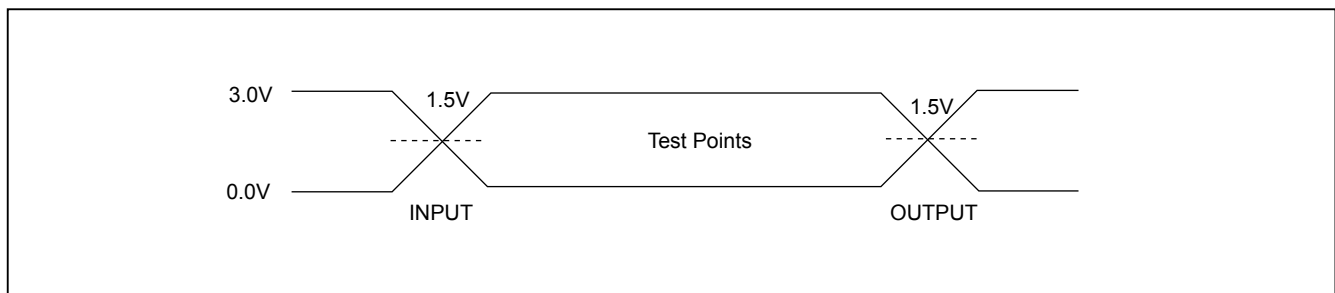 3.0V
1.5V
1.5V
Test Points
0.0V
INPUT
OUTPUT